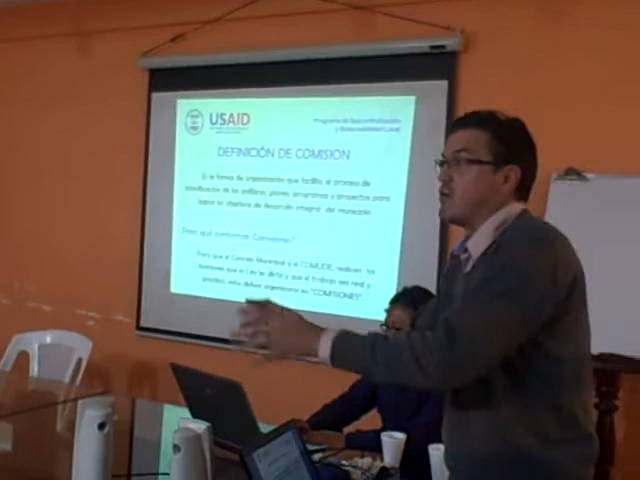 USAID
Programa de Descentralización
y Gobernabilidad Local
DEFINICIÓN DE COMISION
Es la forma de organización que facilita el proceso de
planificación de las políticas, planes, programas y proyectos para
lograr los objetivos de desarrollo integral del municipio
Para qué conformar Comisiones?
Para que el Concejo Municipal y el COMUDE, realicen las
funciones que la Ley les dicta y que el trabajo sea real y
positivo, estos deben organizarse en "COMISIONES"